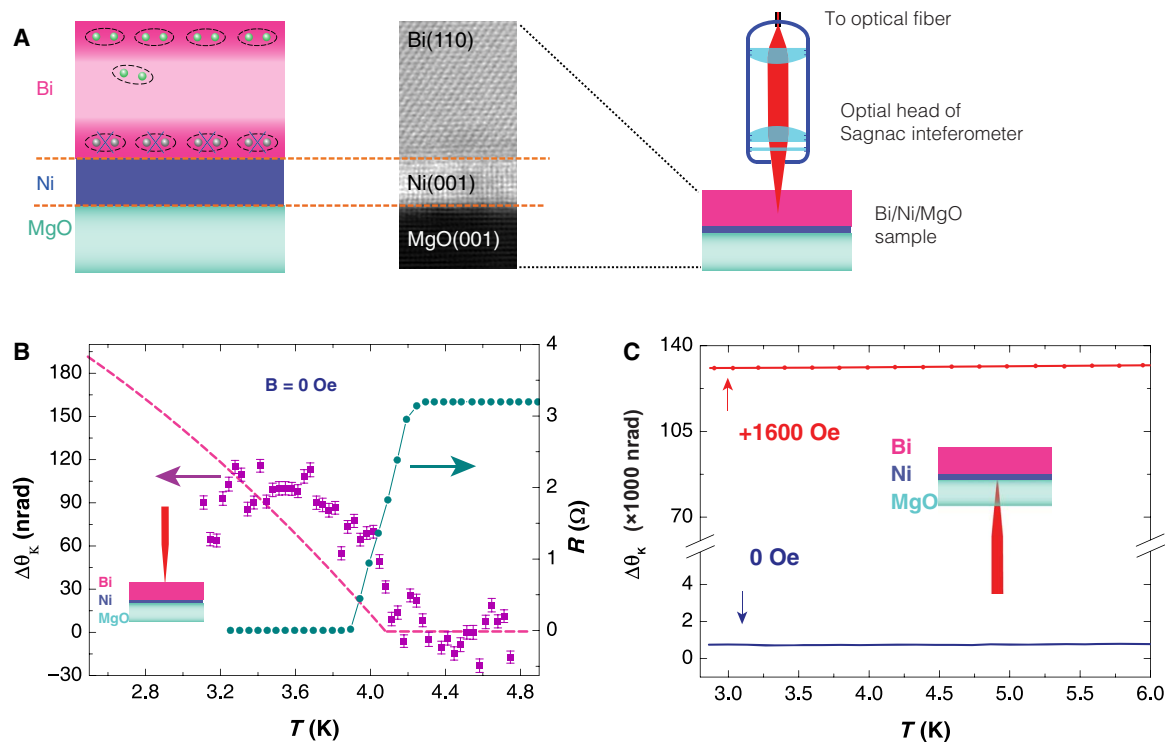 A
Bi
Ni
MgO
Bi(110)
Ni(001)
MgO(001)
To optical fiber
Optial head of
Sagnac inteferometer
Bi/Ni/MgO
sample
B
B = 0 Oe
180
150
120
90
60
30
0
−30
Δθκ (nrad)
4
3
2
1
0
R (Ω)
Bi
Ni
MgO
2.8 3.2 3.6 4.0 4.4 4.8
T (K)
C
140
105
70
4
2
0
Δθκ (×1000 nrad)
+1600 Oe
0 Oe
Bi
Ni
MgO
3.0 3.5 4.0 4.5 5.0 5.5 6.0
T (K)